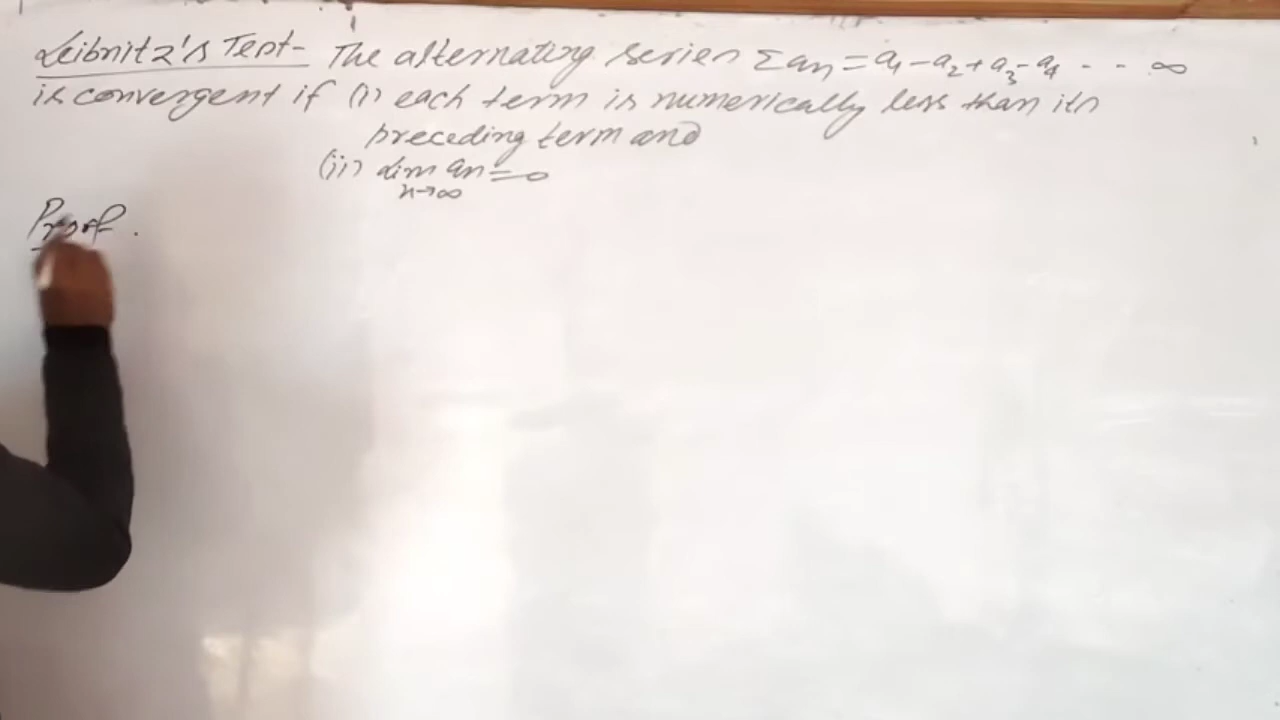 Leibnitz's Test- The alternating series Σan = a1 - a2 + a3 - a4 - - ∞
is convergent if (i) each term is numerically less than its
preceding term and
(ii) lim an = 0
n→∞
Proof.